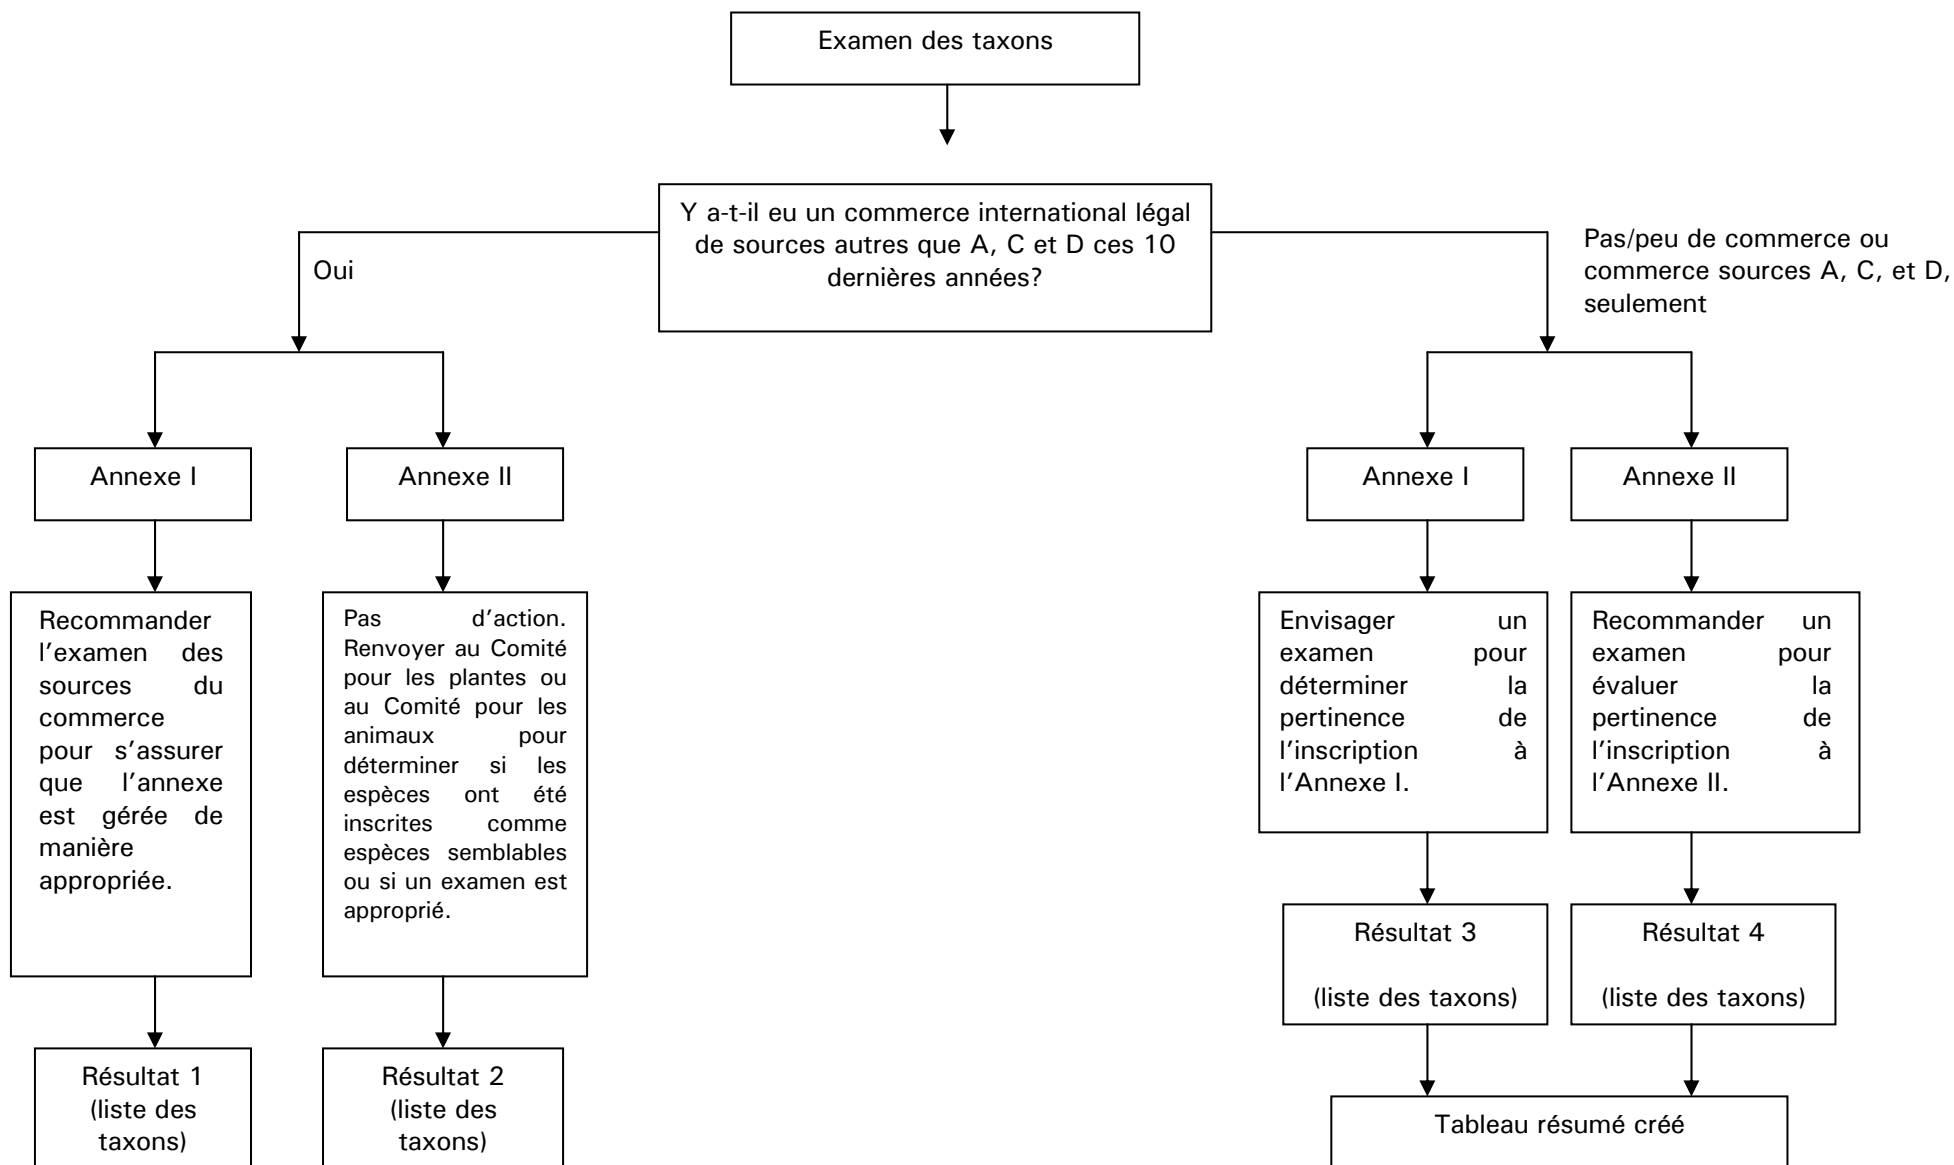 Examen des taxons
Y a-t-il eu un commerce international légal
de sources autres que A, C et D ces 10
dernières années?
Oui
Pas/peu de commerce ou
commerce sources A, C, et D,
seulement
Annexe I
Annexe II
Annexe I
Annexe II
Recommander
l'examen des
sources du
commerce
pour s'assurer
que l'annexe
est gérée de
manière
appropriée.
Pas d'action.
Renvoyer au Comité
pour les plantes ou
au Comité pour les
animaux pour
déterminer si les
espèces ont été
inscrites comme
espèces semblables
ou si un examen est
approprié.
Envisager un
examen pour
déterminer la
pertinence de
l'inscription à
l'Annexe I.
Recommander un
examen pour
évaluer la
pertinence de
l'inscription à
l'Annexe II.
Résultat 1
(liste des
taxons)
Résultat 2
(liste des
taxons)
Résultat 3
(liste des taxons)
Résultat 4
(liste des taxons)
Tableau résumé créé